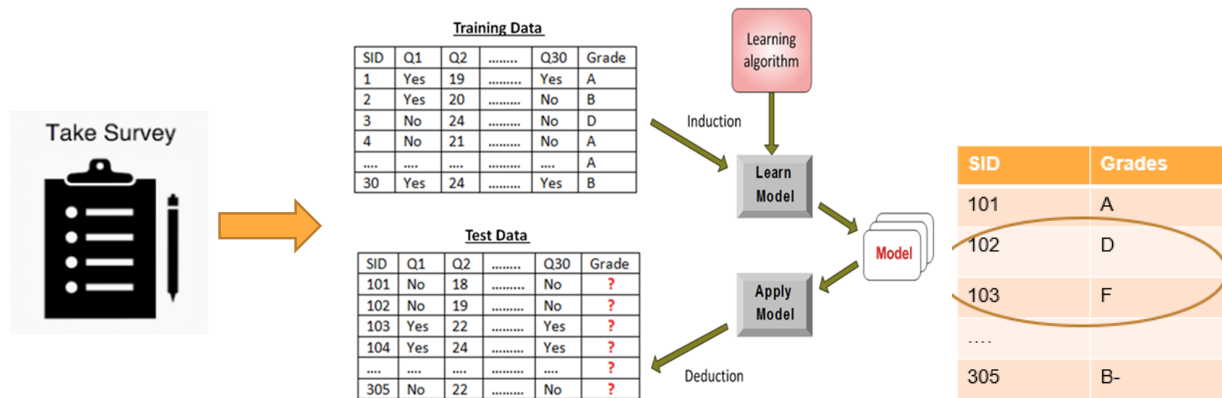 Take Survey
Training Data
SID Q1 Q2 ........ Q30 Grade
1 Yes 19 ......... Yes A
2 Yes 20 ......... No B
3 No 24 ......... No D
4 No 21 ......... No A
.... .... .... ......... .... A
30 Yes 24 ......... Yes B
Test Data
SID Q1 Q2 ........ Q30 Grade
101 No 18 ......... No ?
102 No 19 ......... No ?
103 Yes 22 ......... Yes ?
104 Yes 24 ......... Yes ?
.... .... .... ......... .... ?
305 No 22 ......... No ?
Learning
algorithm
Induction
Learn
Model
Model
Apply
Model
Deduction
SID Grades
101 A
102 D
103 F
....
305 B-